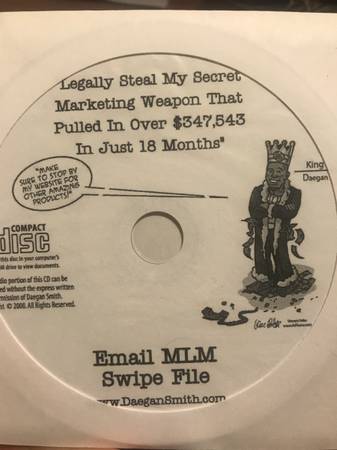 Legally Steal My Secret
Marketing Weapon That
Pulled In Over $347,543
In Just 18 Months"
"MAKE
SURE TO STOP BY
MY WEBSITE FOR
OTHER AMAZING
PRODUCTS!"
King
Daegan
COMPACT
disc
this disc in your computer's
drive to view documents.
dio portion of this CD can be
ed without the express written
mission of Daegan Smith.
© 2006. All Rights Reserved.
Email MLM
Swipe File
www.DaeganSmith.com